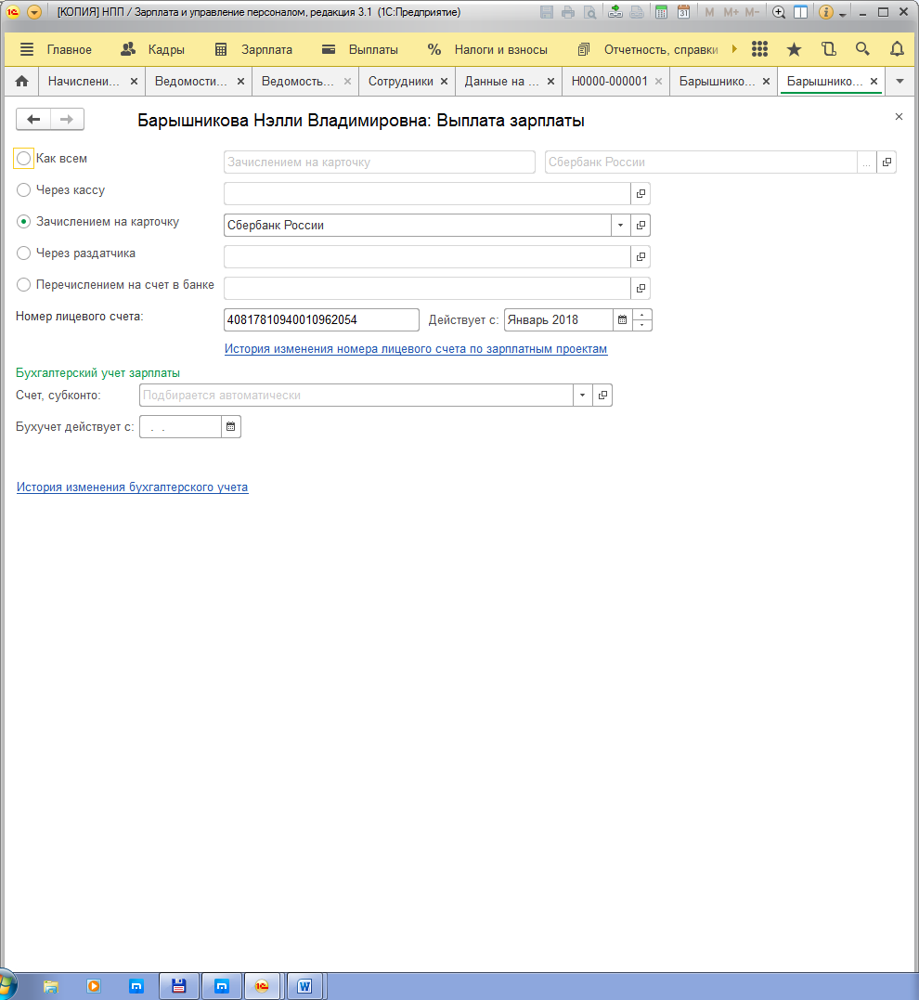 [КОПИЯ] НПП / Зарплата и управление персоналом, редакция 3.1 (1С:Предприятие)
31 M M+ M-
Главное Кадры Зарплата Выплаты Налоги и взносы Отчетность, справки
Начислени... Ведомости... Ведомость... Сотрудники Данные на ... Н0000-000001 Барышнико... Барышнико...
Барышникова Нэлли Владимировна: Выплата зарплаты
Как всем Зачислением на карточку Сбербанк России ...
Через кассу
Зачислением на карточку Сбербанк России
Через раздатчика
Перечислением на счет в банке
Номер лицевого счета: 40817810940010962054 Действует с: Январь 2018
История изменения номера лицевого счета по зарплатным проектам
Бухгалтерский учет зарплаты
Счет, субконто: Подбирается автоматически
Бухучет действует с: . .
История изменения бухгалтерского учета